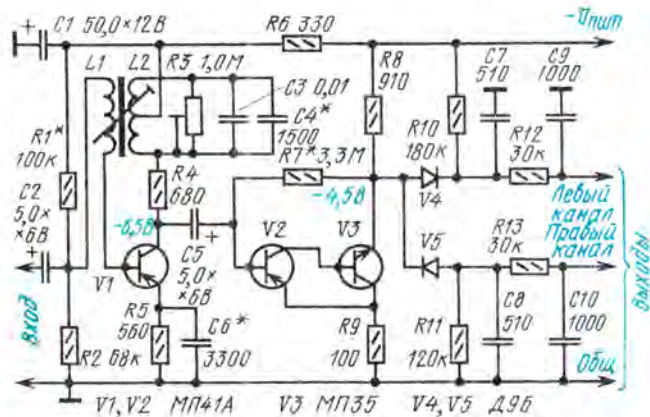 C1 50,0×12В
R6 330
-Uпит
L1
L2
R3 1,0М
R8
910
C7
510
C9
1000
C3 0,01
C4*
1500
R1*
100к
R10
180к
R12
30к
R7*3,3М
C2
5,0×
×6В
R4
680
-4,5В
V4
Левый
канал
-6,5В
V2
V3
V5
R13
30к
Правый
канал
V1
C5
5,0×
×6В
Выходы
Вход
R5
560
C6*
3300
R9
100
R11
120к
C8
510
C10
1000
R2 68к
Общ
V1, V2 МП41А
V3 МП35
V4, V5 Д9Б